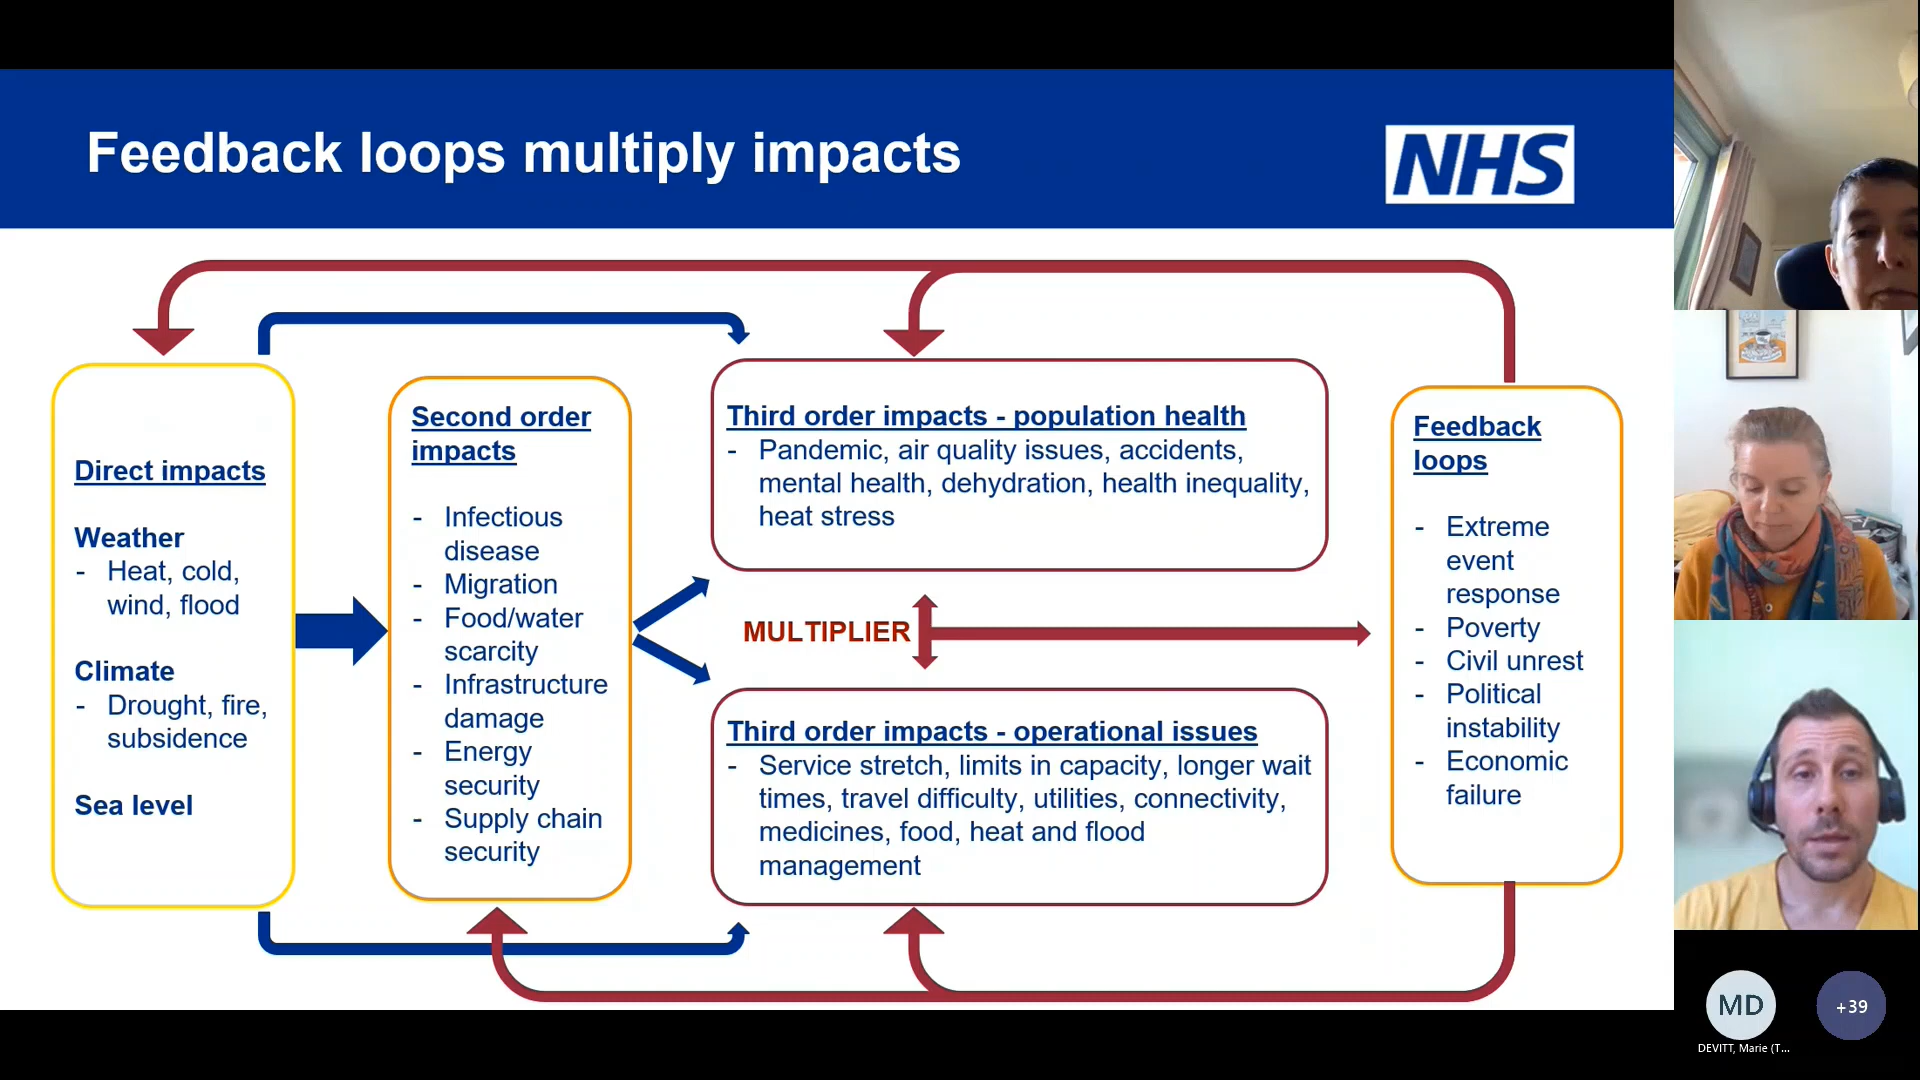 Feedback loops multiply impacts
NHS
Direct impacts
Weather
- Heat, cold,
wind, flood
Climate
- Drought, fire,
subsidence
Sea level
Second order
impacts
- Infectious
disease
- Migration
- Food/water
scarcity
- Infrastructure
damage
- Energy
security
- Supply chain
security
Third order impacts - population health
- Pandemic, air quality issues, accidents,
mental health, dehydration, health inequality,
heat stress
MULTIPLIER
Third order impacts - operational issues
- Service stretch, limits in capacity, longer wait
times, travel difficulty, utilities, connectivity,
medicines, food, heat and flood
management
Feedback
loops
- Extreme
event
response
- Poverty
- Civil unrest
- Political
instability
- Economic
failure
MD
+39
DEVITT, Marie (T...